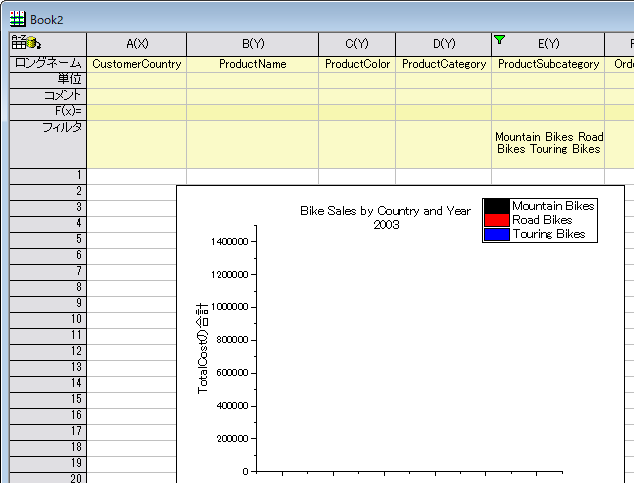 Book2
A(X) B(Y) C(Y) D(Y) E(Y)
ロングネーム CustomerCountry ProductName ProductColor ProductCategory ProductSubcategory Ord
単位
コメント
F(x)=
フィルタ Mountain Bikes Road
Bikes Touring Bikes
1
2
3
4
5
6
7
8
9
10
11
12
13
14
15
16
17
18
19
20
Bike Sales by Country and Year
2003
Mountain Bikes
Road Bikes
Touring Bikes
TotalCostの合計
1400000
1200000
1000000
800000
600000
400000
200000
0